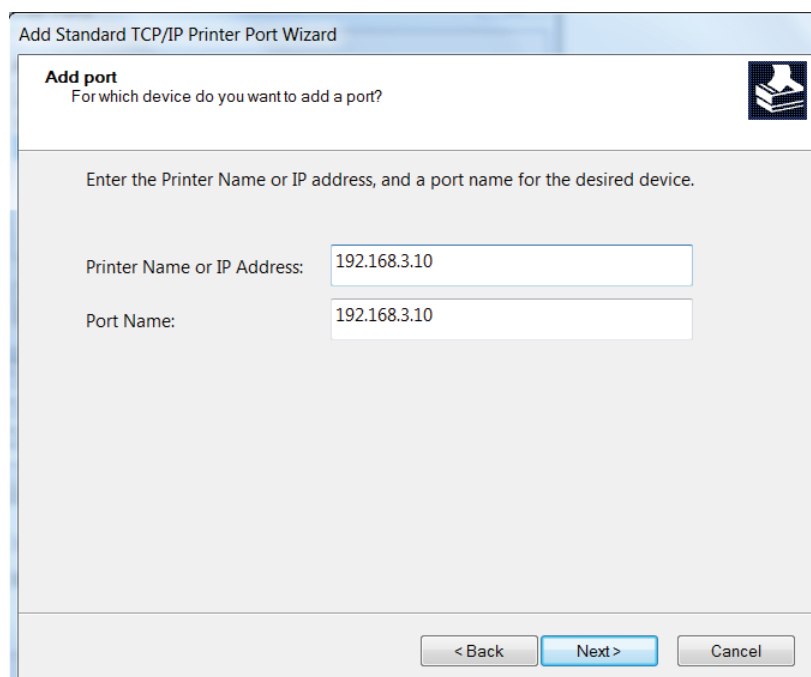 Add Standard TCP/IP Printer Port Wizard
Add port
For which device do you want to add a port?
Enter the Printer Name or IP address, and a port name for the desired device.
Printer Name or IP Address: 192.168.3.10
Port Name: 192.168.3.10
< Back Next > Cancel